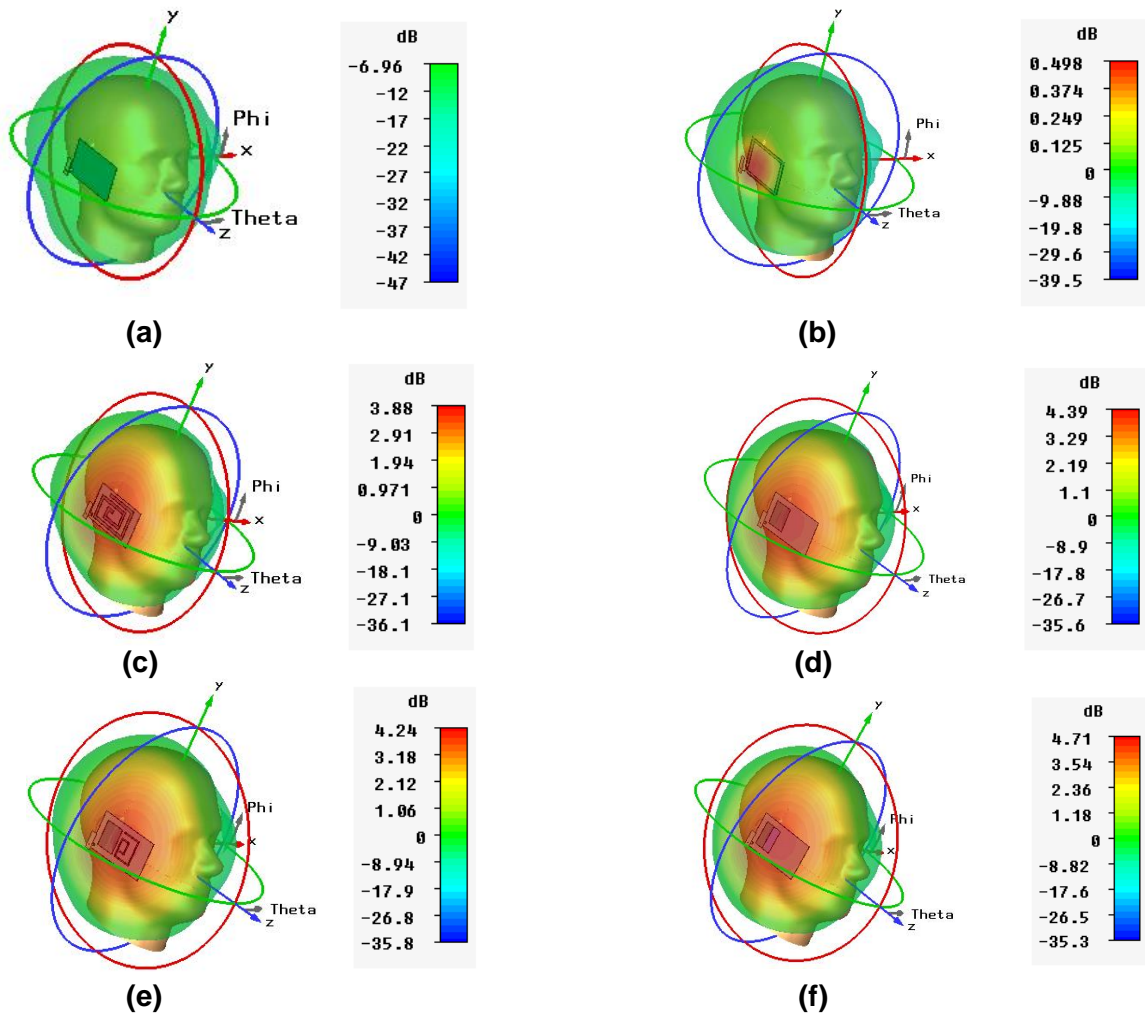 y
Phi
x
Theta
z
dB
-6.96
-12
-17
-22
-27
-32
-37
-42
-47
(a)
y
Phi
x
Theta
z
dB
0.498
0.374
0.249
0.125
0
-9.88
-19.8
-29.6
-39.5
(b)
y
Phi
x
Theta
z
dB
3.88
2.91
1.94
0.971
0
-9.03
-18.1
-27.1
-36.1
(c)
y
Phi
x
Theta
z
dB
4.39
3.29
2.19
1.1
0
-8.9
-17.8
-26.7
-35.6
(d)
y
Phi
x
Theta
z
dB
4.24
3.18
2.12
1.06
0
-8.94
-17.9
-26.8
-35.8
(e)
y
Phi
x
Theta
z
dB
4.71
3.54
2.36
1.18
0
-8.82
-17.6
-26.5
-35.3
(f)